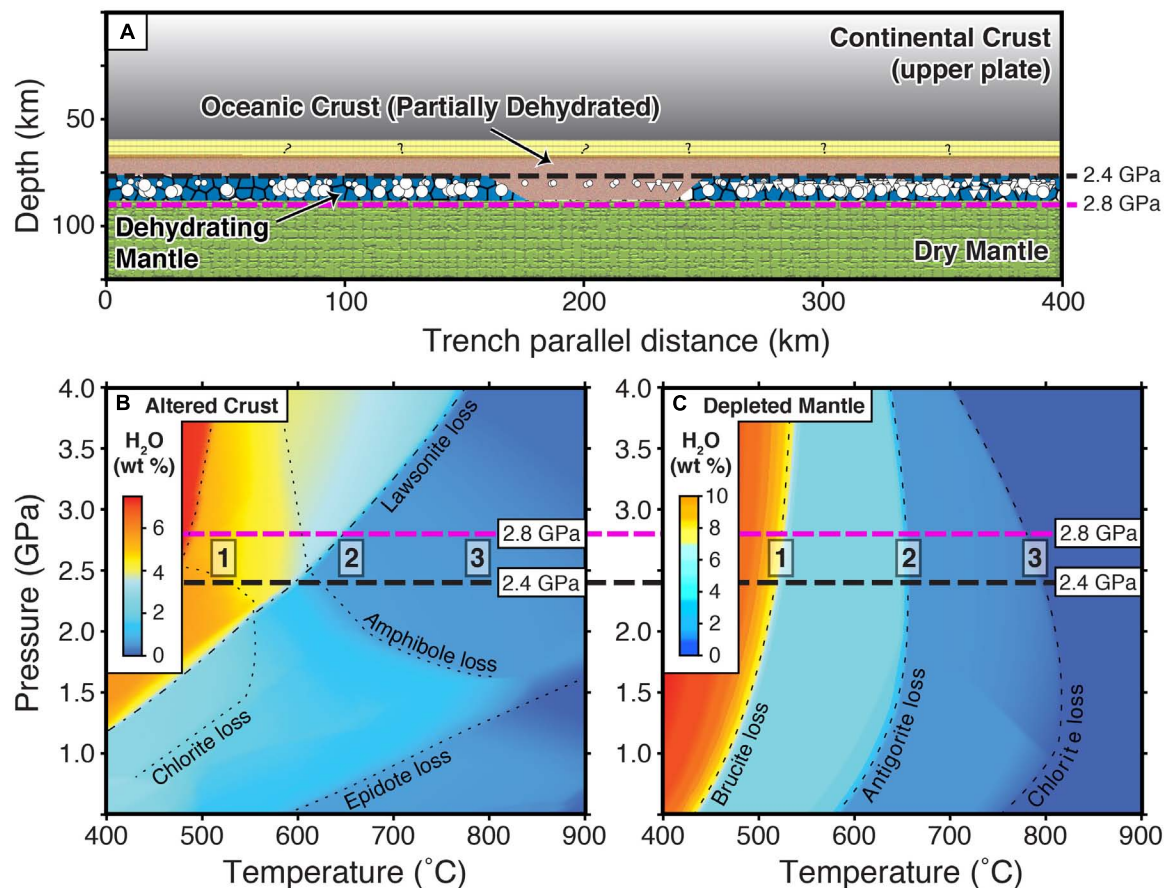 A
Continental Crust
(upper plate)
Oceanic Crust (Partially Dehydrated)
? ? ? ? ? ?
Depth (km)
50
100
2.4 GPa
2.8 GPa
Dehydrating
Mantle
Dry Mantle
0 100 200 300 400
Trench parallel distance (km)
B Altered Crust
H2O
(wt %)
6
4
2
0
Pressure (GPa)
4.0
3.5
3.0
2.5
2.0
1.5
1.0
Lawsonite loss
2.8 GPa
1 2 3
2.4 GPa
Amphibole loss
Chlorite loss
Epidote loss
400 500 600 700 800 900
Temperature (°C)
C Depleted Mantle
H2O
(wt %)
10
8
6
4
2
0
4.0
3.5
3.0
2.5
2.0
1.5
1.0
2.8 GPa
1 2 3
2.4 GPa
Brucite loss
Antigorite loss
Chlorite loss
400 500 600 700 800 900
Temperature (°C)